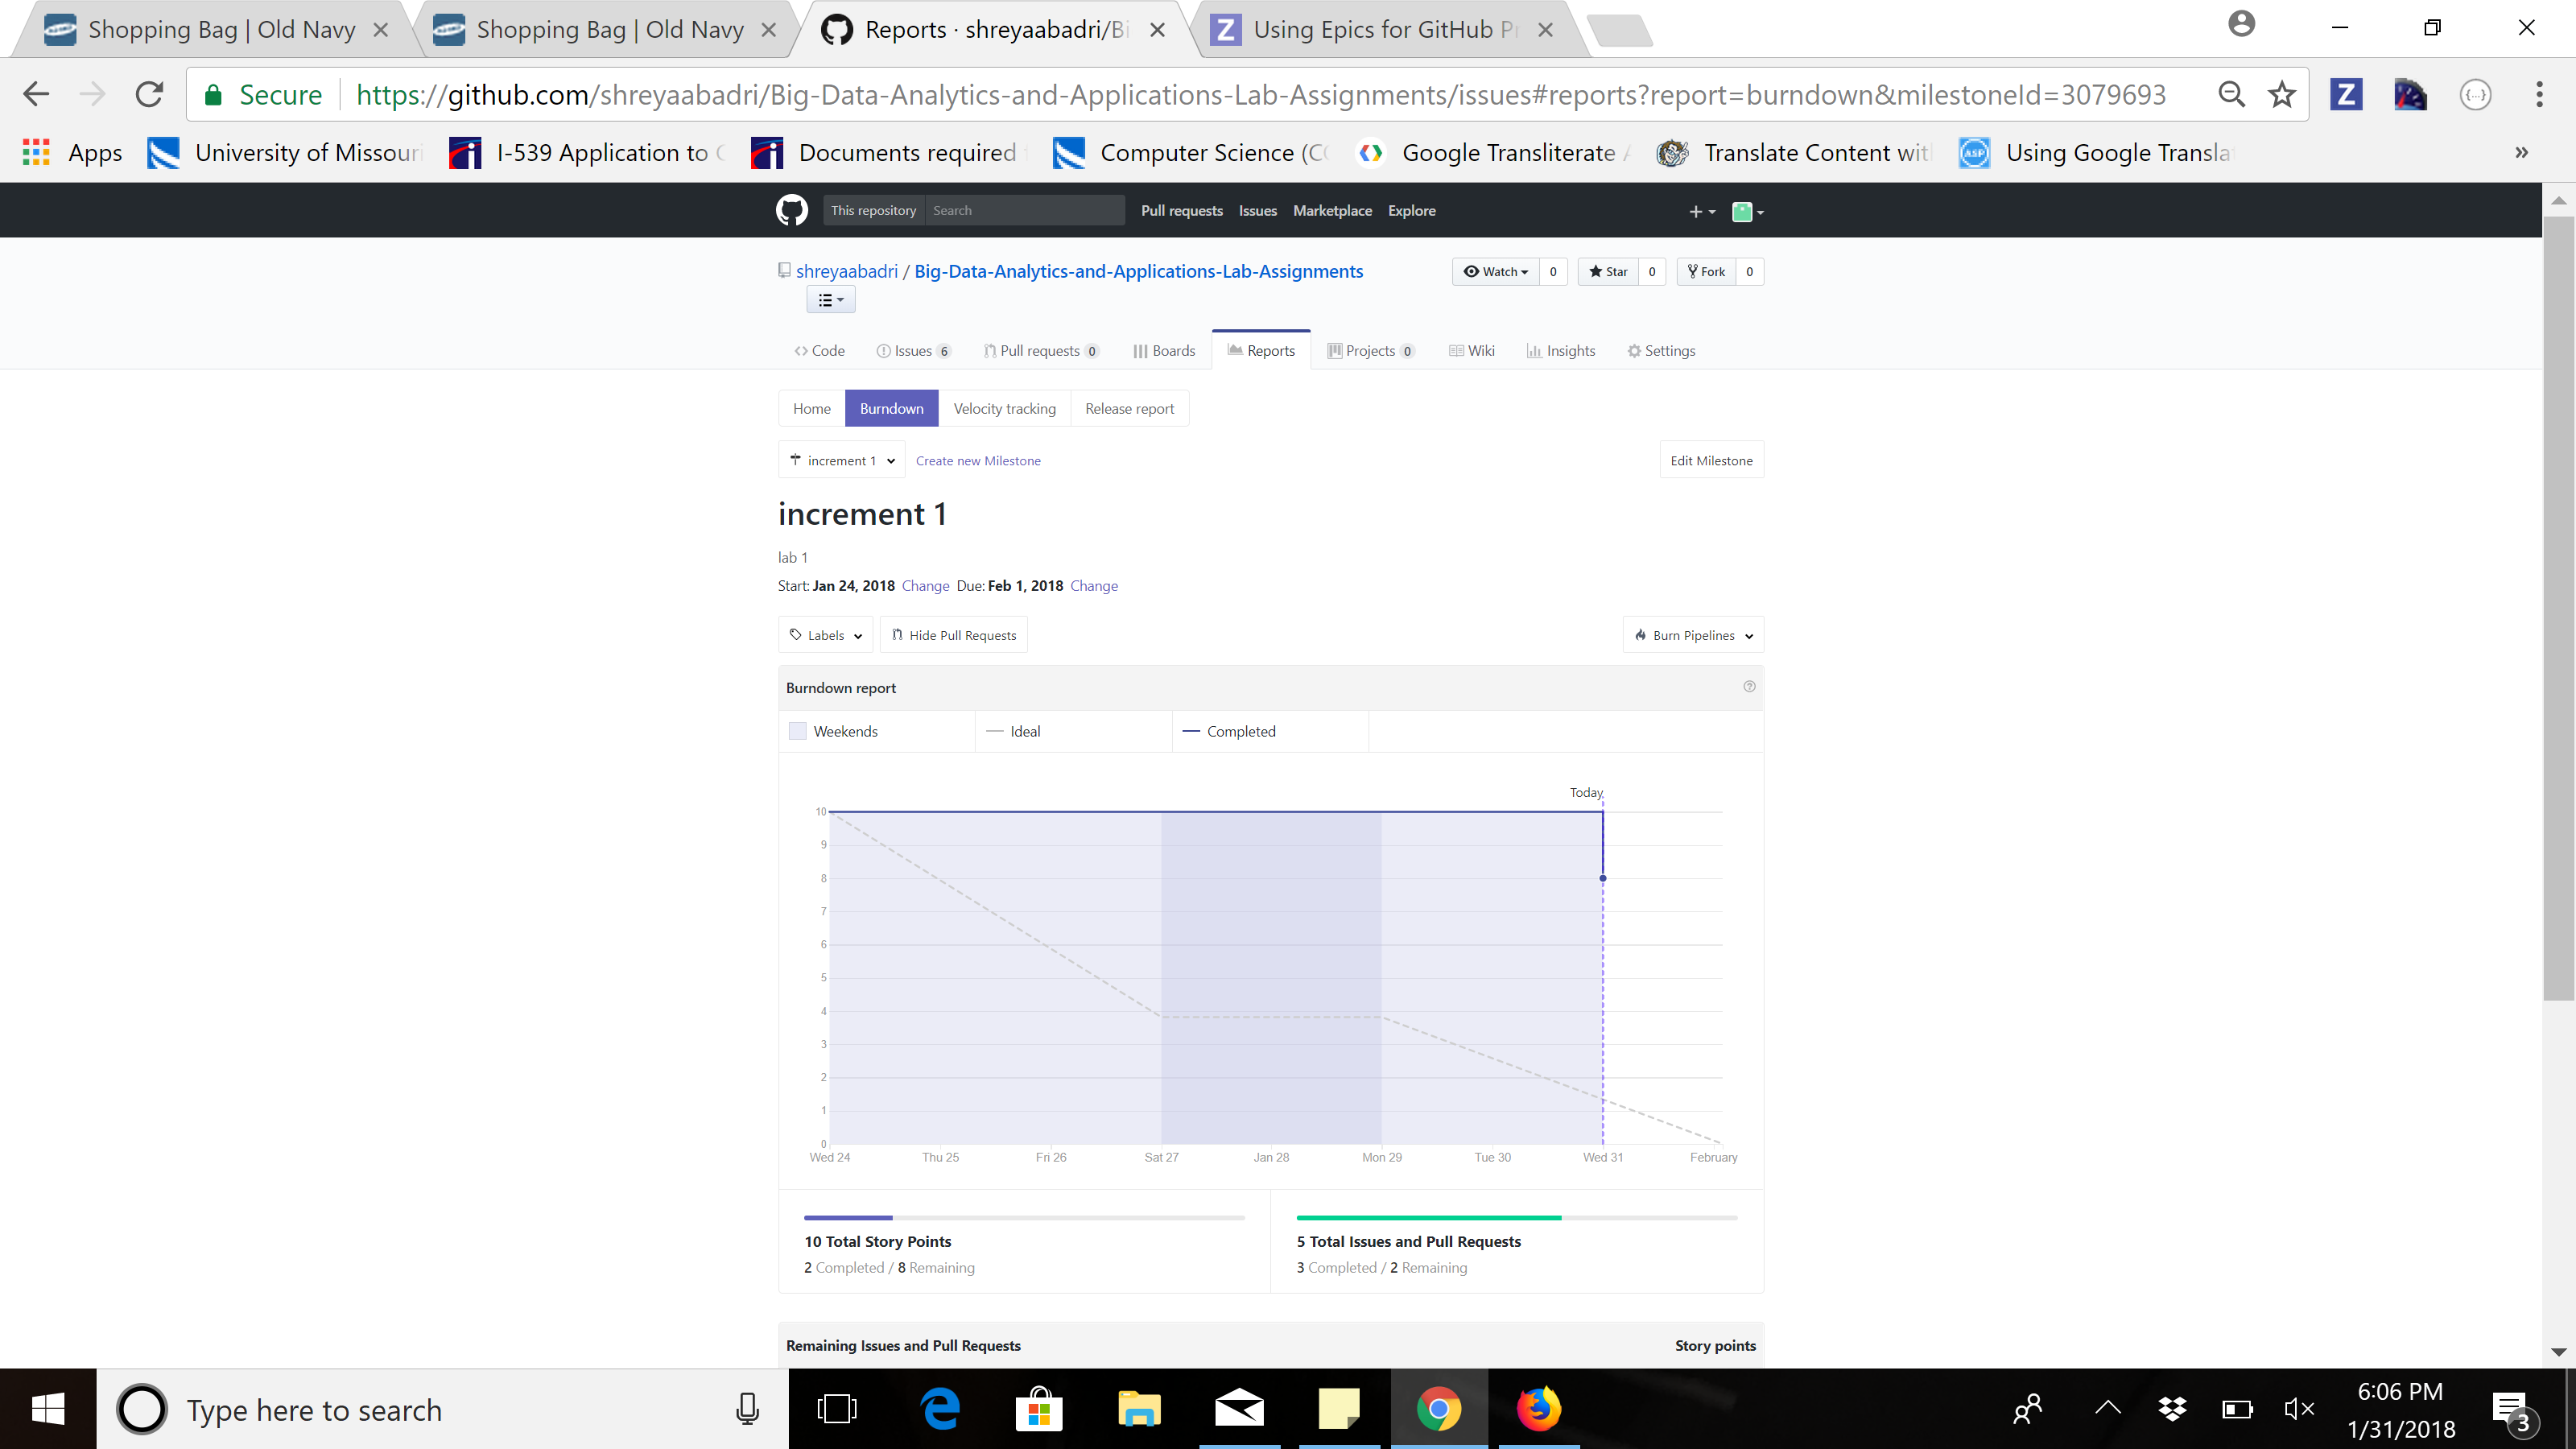 Shopping Bag | Old Navy
Shopping Bag | Old Navy
Reports · shreyaabadri/Bi
Using Epics for GitHub Pr
Secure
https://github.com/shreyaabadri/Big-Data-Analytics-and-Applications-Lab-Assignments/issues#reports?report=burndown&milestoneId=3079693
Z
{...}
Apps
University of Missouri
I-539 Application to
Documents required
Computer Science (CO
Google Transliterate
Translate Content wit
ASP
Using Google Transla
»
This repository Search Pull requests Issues Marketplace Explore
shreyaabadri / Big-Data-Analytics-and-Applications-Lab-Assignments
Watch 0 Star 0 Fork 0
Code Issues 6 Pull requests 0 Boards Reports Projects 0 Wiki Insights Settings
Home Burndown Velocity tracking Release report
increment 1 Create new Milestone Edit Milestone
increment 1
lab 1
Start: Jan 24, 2018 Change Due: Feb 1, 2018 Change
Labels Hide Pull Requests Burn Pipelines
Burndown report
Weekends Ideal Completed
Today
10
9
8
7
6
5
4
3
2
1
0
Wed 24 Thu 25 Fri 26 Sat 27 Jan 28 Mon 29 Tue 30 Wed 31 February
10 Total Story Points
2 Completed / 8 Remaining
5 Total Issues and Pull Requests
3 Completed / 2 Remaining
Remaining Issues and Pull Requests Story points
Type here to search
6:06 PM
1/31/2018
3